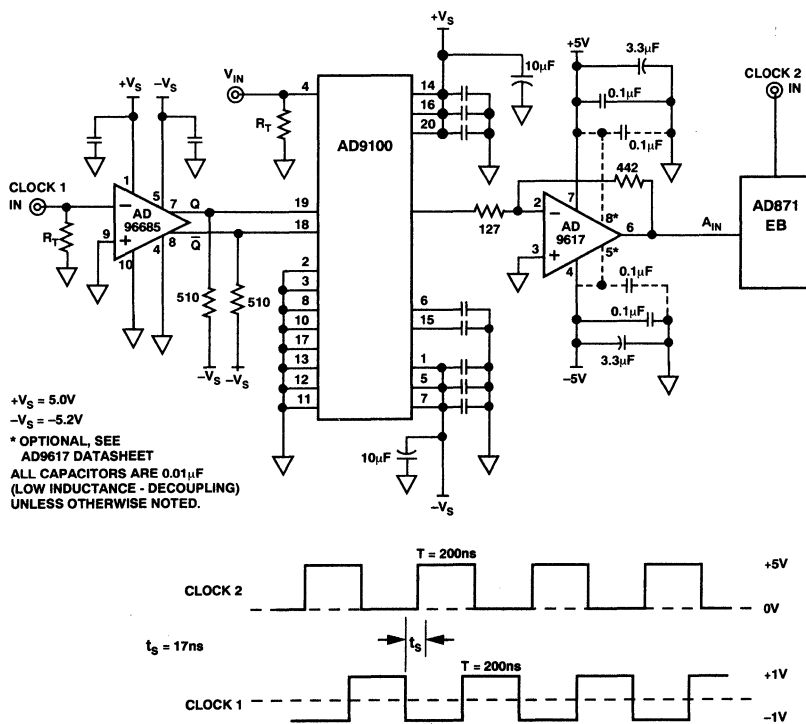 +VS
+5V
3.3µF
10µF
CLOCK 2
IN
VIN
4
14
0.1µF
+VS
–VS
16
RT
20
0.1µF
AD9100
442
1
5
7
CLOCK 1
IN
7
Q
19
2
AD
9617
8*
6
AIN
AD871
EB
–
AD
96685
+
8
Q
18
127
–
+
5*
RT
9
4
3
4
10
2
0.1µF
3
510
510
8
6
0.1µF
10
15
17
3.3µF
–VS
–VS
13
1
–5V
12
5
11
7
+VS = 5.0V
–VS = –5.2V
* OPTIONAL, SEE
AD9617 DATASHEET
ALL CAPACITORS ARE 0.01µF
(LOW INDUCTANCE - DECOUPLING)
UNLESS OTHERWISE NOTED.
10µF
–VS
T = 200ns
+5V
CLOCK 2
0V
tS = 17ns
tS
T = 200ns
+1V
CLOCK 1
–1V